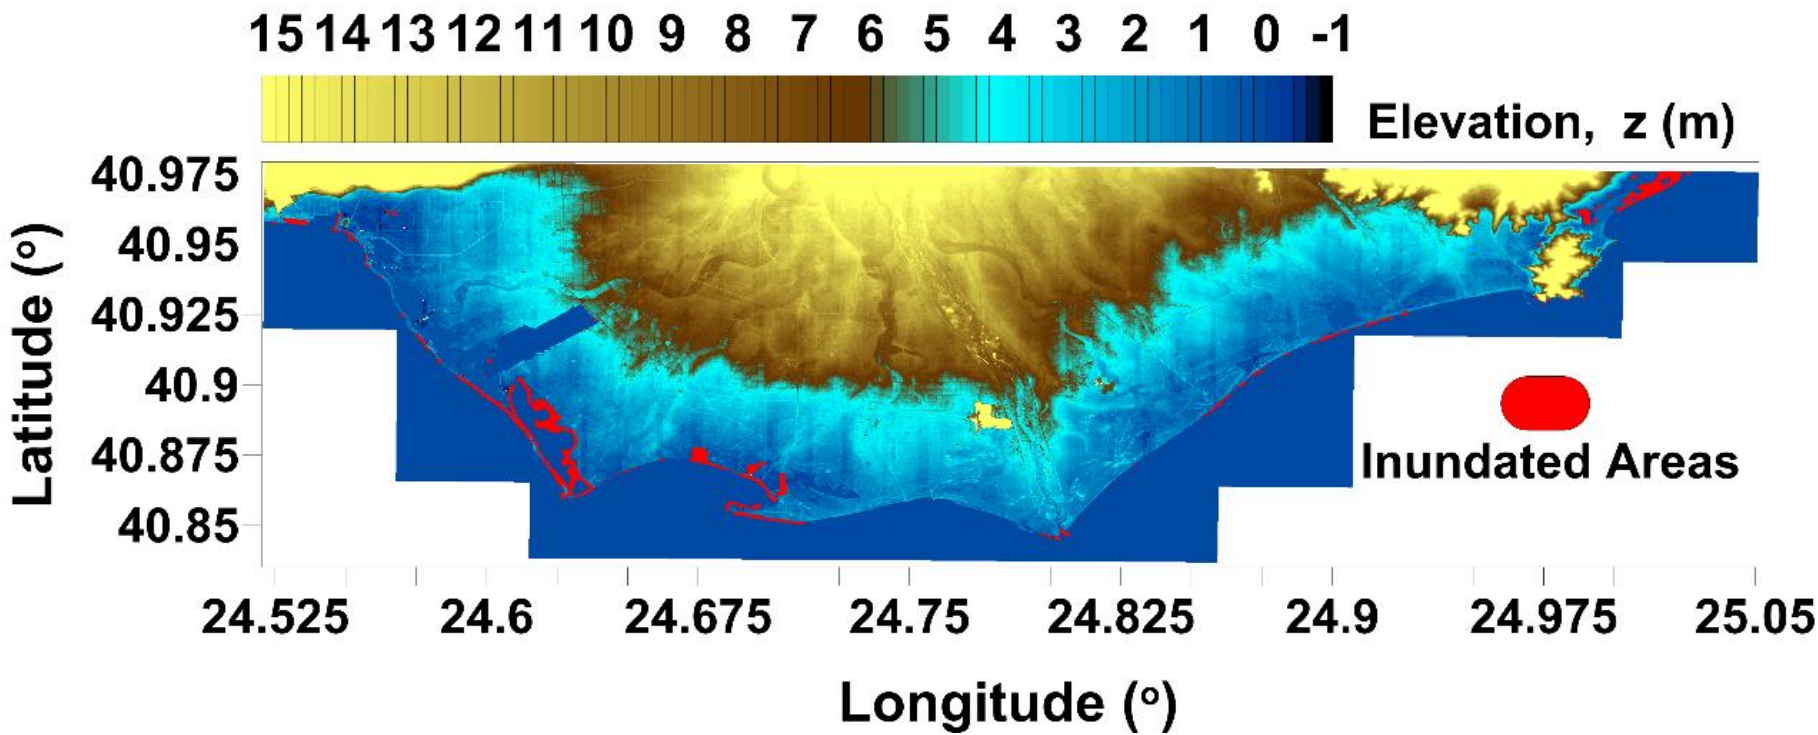 15 14 13 12 11 10 9 8 7 6 5 4 3 2 1 0 -1
Elevation, z (m)
40.975
40.95
40.925
40.9
40.875
40.85
Latitude (º)
Inundated Areas
24.525 24.6 24.675 24.75 24.825 24.9 24.975 25.05
Longitude (º)